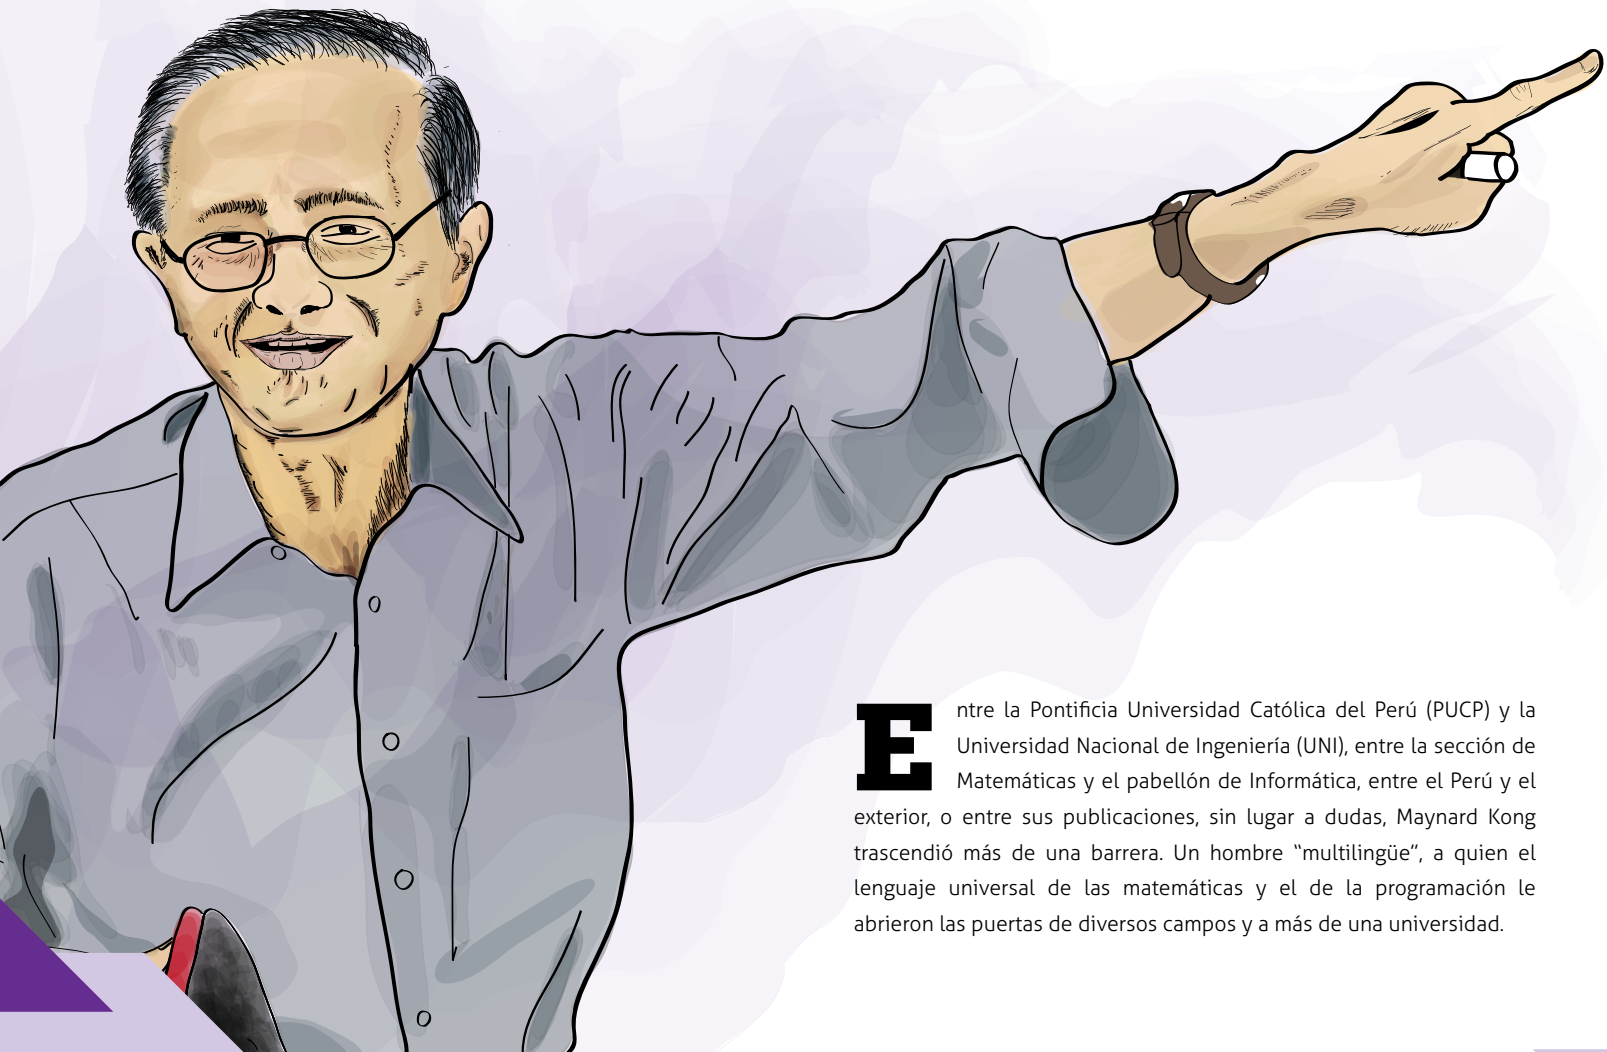 Entre la Pontificia Universidad Católica del Perú (PUCP) y la
Universidad Nacional de Ingeniería (UNI), entre la sección de
Matemáticas y el pabellón de Informática, entre el Perú y el
exterior, o entre sus publicaciones, sin lugar a dudas, Maynard Kong
trascendió más de una barrera. Un hombre “multilingüe”, a quien el
lenguaje universal de las matemáticas y el de la programación le
abrieron las puertas de diversos campos y a más de una universidad.